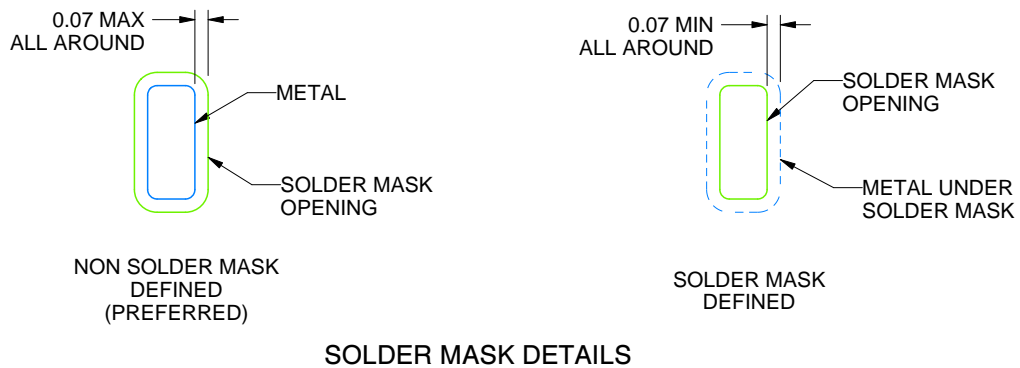 0.07 MAX
ALL AROUND
METAL
SOLDER MASK
OPENING
NON SOLDER MASK
DEFINED
(PREFERRED)
0.07 MIN
ALL AROUND
SOLDER MASK
OPENING
METAL UNDER
SOLDER MASK
SOLDER MASK
DEFINED
SOLDER MASK DETAILS